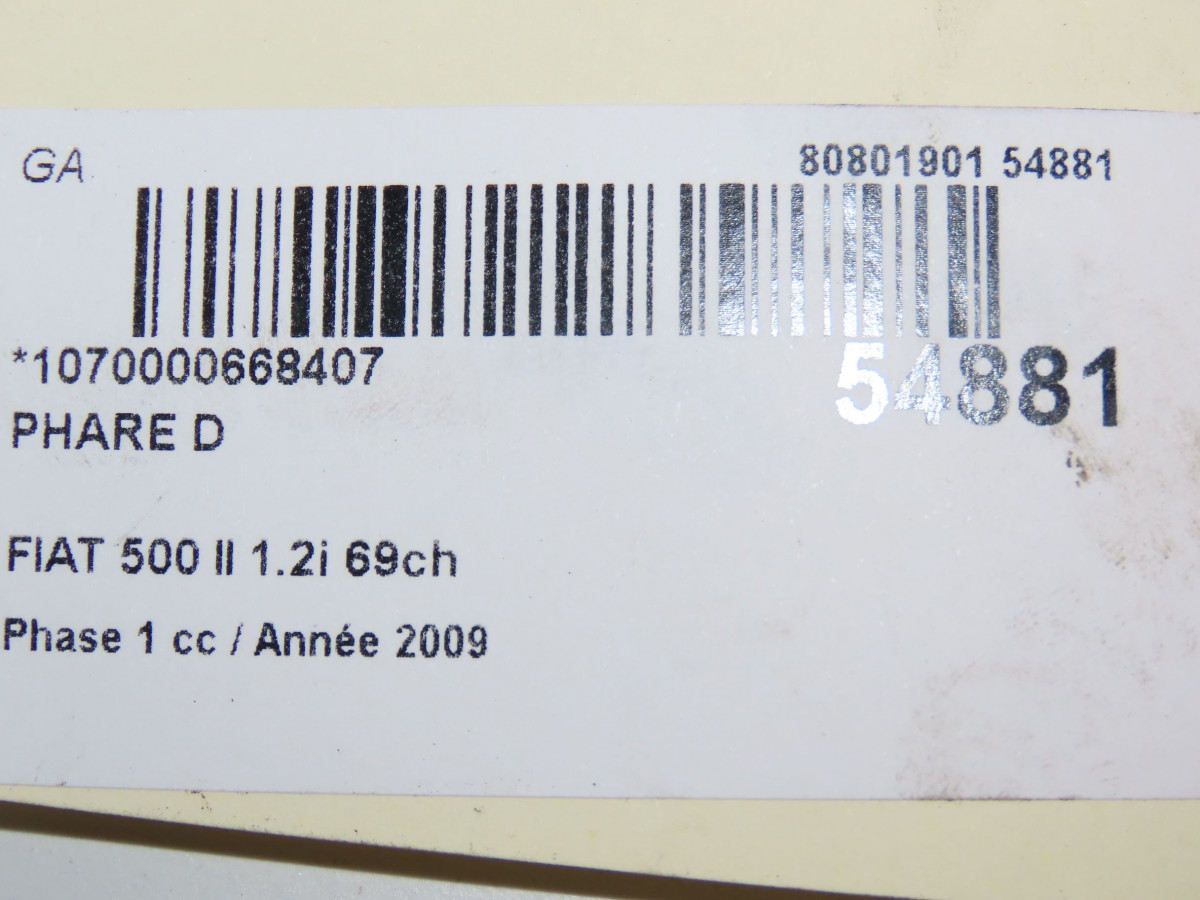 GA
80801901 54881
*1070000668407
54881
PHARE D
FIAT 500 II 1.2i 69ch
Phase 1 cc / Année 2009